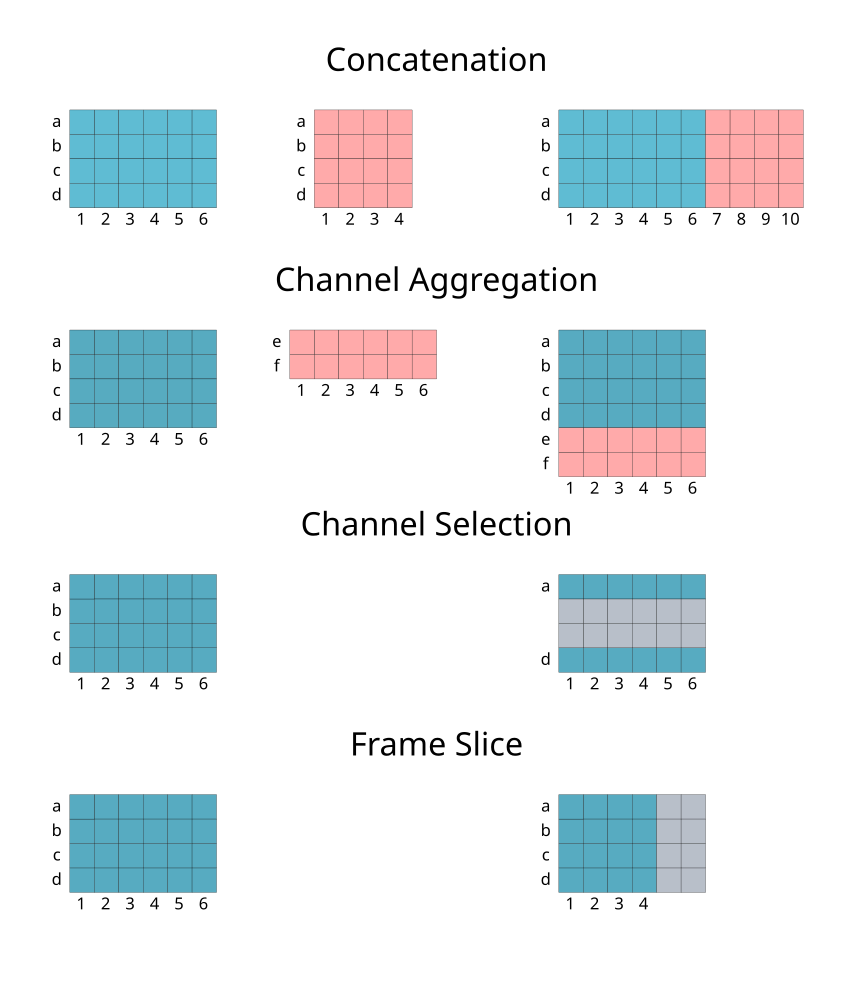 Concatenation
a a a
b b b
c c c
d d d
1 2 3 4 5 6 1 2 3 4 1 2 3 4 5 6 7 8 9 10
Channel Aggregation
a e a
b f b
c 1 2 3 4 5 6 c
d d
1 2 3 4 5 6 e
f
1 2 3 4 5 6
Channel Selection
a a
b
c
d d
1 2 3 4 5 6 1 2 3 4 5 6
Frame Slice
a a
b b
c c
d d
1 2 3 4 5 6 1 2 3 4